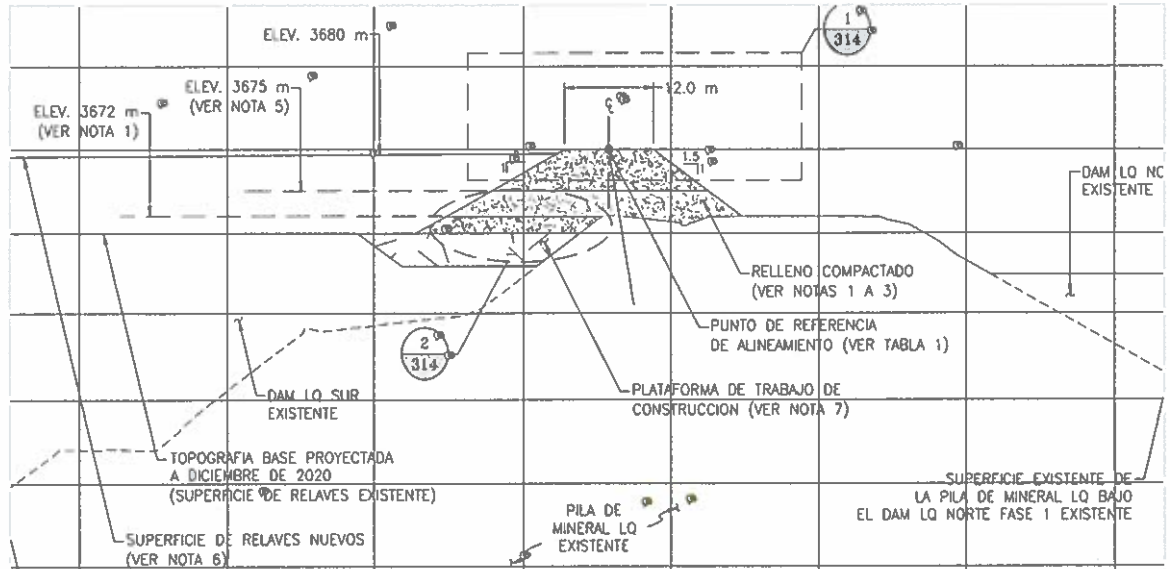 1
314
ELEV. 3680 m
ELEV. 3675 m
(VER NOTA 5)
ELEV. 3672 m
(VER NOTA 1)
12.0 m
1.5
1
1
DAM LQ NO
EXISTENTE
RELLENO COMPACTADO
(VER NOTAS 1 A 3)
PUNTO DE REFERENCIA
DE ALINEAMIENTO (VER TABLA 1)
2
314
PLATAFORMA DE TRABAJO DE
CONSTRUCCION (VER NOTA 7)
DAM LQ SUR
EXISTENTE
TOPOGRAFIA BASE PROYECTADA
A DICIEMBRE DE 2020
(SUPERFICIE DE RELAVES EXISTENTE)
SUPERFICIE EXISTENTE DE
LA PILA DE MINERAL LQ BAJO
EL DAM LQ NORTE FASE 1 EXISTENTE
PILA DE
MINERAL LQ
EXISTENTE
SUPERFICIE DE RELAVES NUEVOS
(VER NOTA 6)